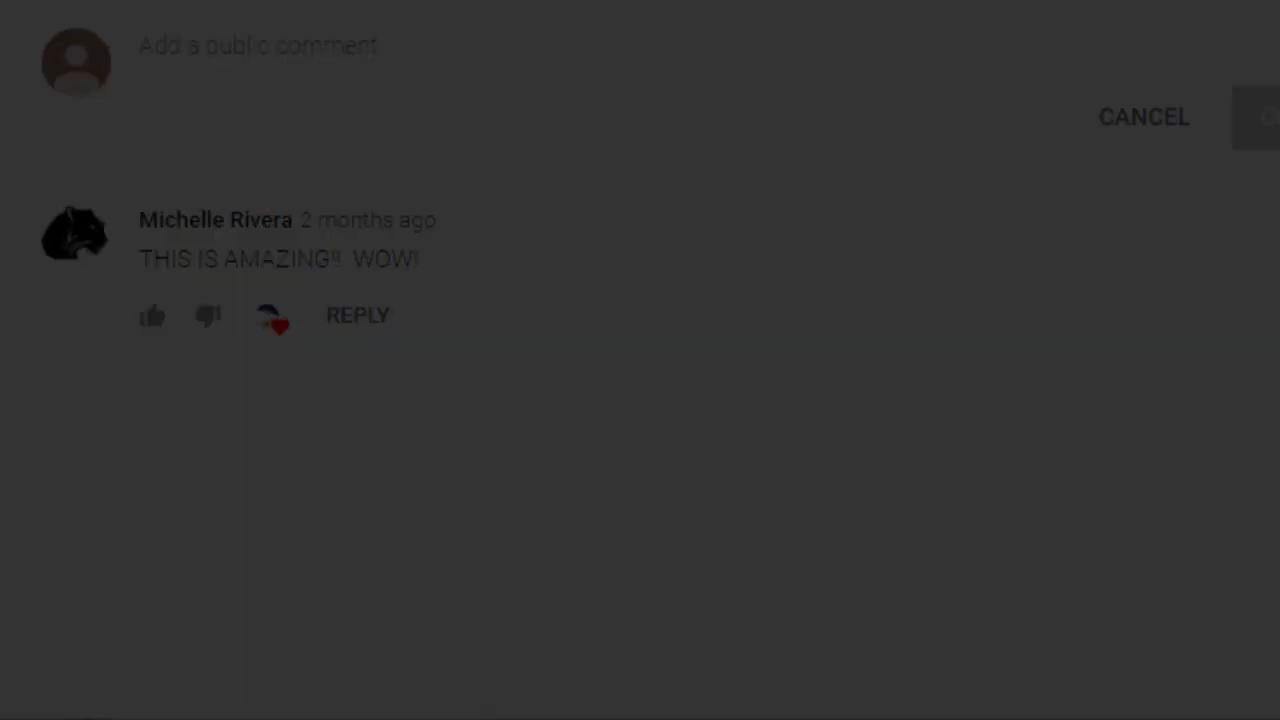 Add a public comment
CANCEL
Michelle Rivera 2 months ago
THIS IS AMAZING!! WOW!
REPLY